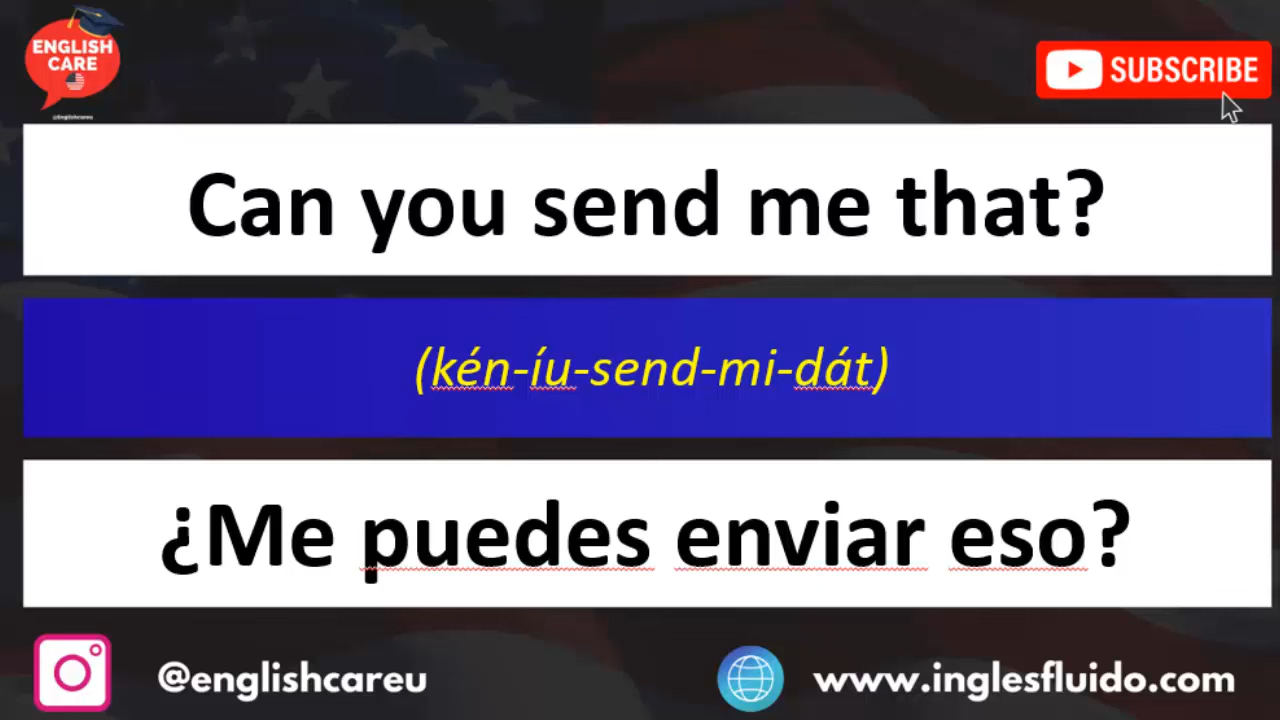 ENGLISH
CARE
@Englishcareu
SUBSCRIBE
Can you send me that?
(kén-íu-send-mi-dát)
¿Me puedes enviar eso?
@englishcareu
www.inglesfluido.com